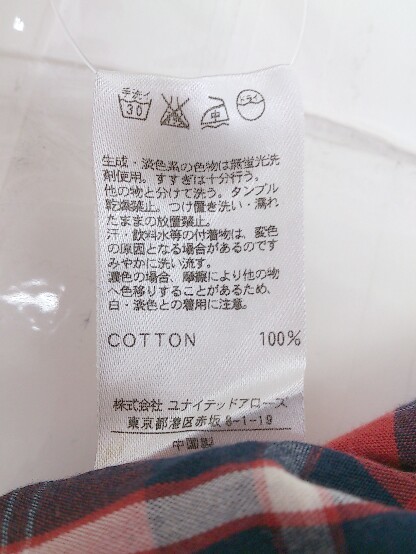 手洗イ
30
中
ドライ
生成・淡色系の色物は無蛍光洗
剤使用。すすぎは十分行う。
他の物と分けて洗う。タンブル
乾燥禁止。つけ置き洗い・濡れ
たままの放置禁止。
汗・飲料水等の付着物は、変色
の原因となる場合があるのです
みやかに洗い流す。
濃色の場合、摩擦により他の物
へ色移りすることがあるため、
白・淡色との着用に注意。
COTTON 100%
株式会社 ユナイテッドアローズ
東京都港区赤坂 8-1-19
中国製